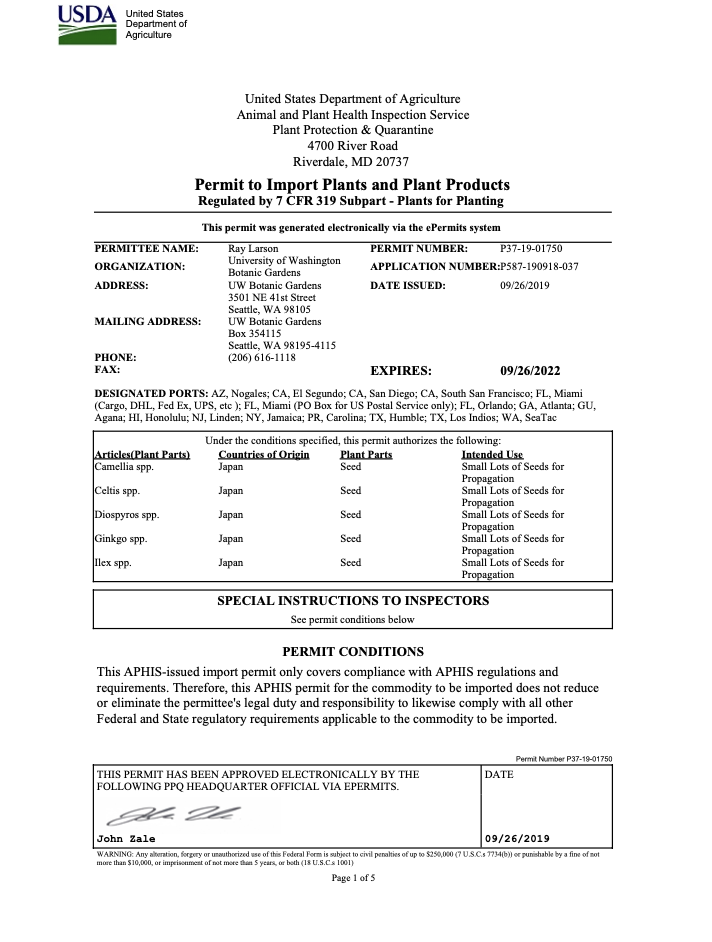 USDA
United States
Department of
Agriculture
United States Department of Agriculture
Animal and Plant Health Inspection Service
Plant Protection & Quarantine
4700 River Road
Riverdale, MD 20737
Permit to Import Plants and Plant Products
Regulated by 7 CFR 319 Subpart - Plants for Planting
This permit was generated electronically via the ePermits system
PERMITTEE NAME: Ray Larson PERMIT NUMBER: P37-19-01750
ORGANIZATION: University of Washington
Botanic Gardens APPLICATION NUMBER:P587-190918-037
ADDRESS: UW Botanic Gardens DATE ISSUED: 09/26/2019
3501 NE 41st Street
Seattle, WA 98105
MAILING ADDRESS: UW Botanic Gardens
Box 354115
Seattle, WA 98195-4115
PHONE: (206) 616-1118
FAX: EXPIRES: 09/26/2022
DESIGNATED PORTS: AZ, Nogales; CA, El Segundo; CA, San Diego; CA, South San Francisco; FL, Miami
(Cargo, DHL, Fed Ex, UPS, etc ); FL, Miami (PO Box for US Postal Service only); FL, Orlando; GA, Atlanta; GU,
Agana; HI, Honolulu; NJ, Linden; NY, Jamaica; PR, Carolina; TX, Humble; TX, Los Indios; WA, SeaTac
Under the conditions specified, this permit authorizes the following:
Articles(Plant Parts) Countries of Origin Plant Parts Intended Use
Camellia spp. Japan Seed Small Lots of Seeds for
Propagation
Celtis spp. Japan Seed Small Lots of Seeds for
Propagation
Diospyros spp. Japan Seed Small Lots of Seeds for
Propagation
Ginkgo spp. Japan Seed Small Lots of Seeds for
Propagation
Ilex spp. Japan Seed Small Lots of Seeds for
Propagation
SPECIAL INSTRUCTIONS TO INSPECTORS
See permit conditions below
PERMIT CONDITIONS
This APHIS-issued import permit only covers compliance with APHIS regulations and
requirements. Therefore, this APHIS permit for the commodity to be imported does not reduce
or eliminate the permittee's legal duty and responsibility to likewise comply with all other
Federal and State regulatory requirements applicable to the commodity to be imported.
Permit Number P37-19-01750
THIS PERMIT HAS BEEN APPROVED ELECTRONICALLY BY THE DATE
FOLLOWING PPQ HEADQUARTER OFFICIAL VIA EPERMITS.
John Zale 09/26/2019
WARNING: Any alteration, forgery or unauthorized use of this Federal Form is subject to civil penalties of up to $250,000 (7 U.S.C.s 7734(b)) or punishable by a fine of not
more than $10,000, or imprisonment of not more than 5 years, or both (18 U.S.C.s 1001)
Page 1 of 5